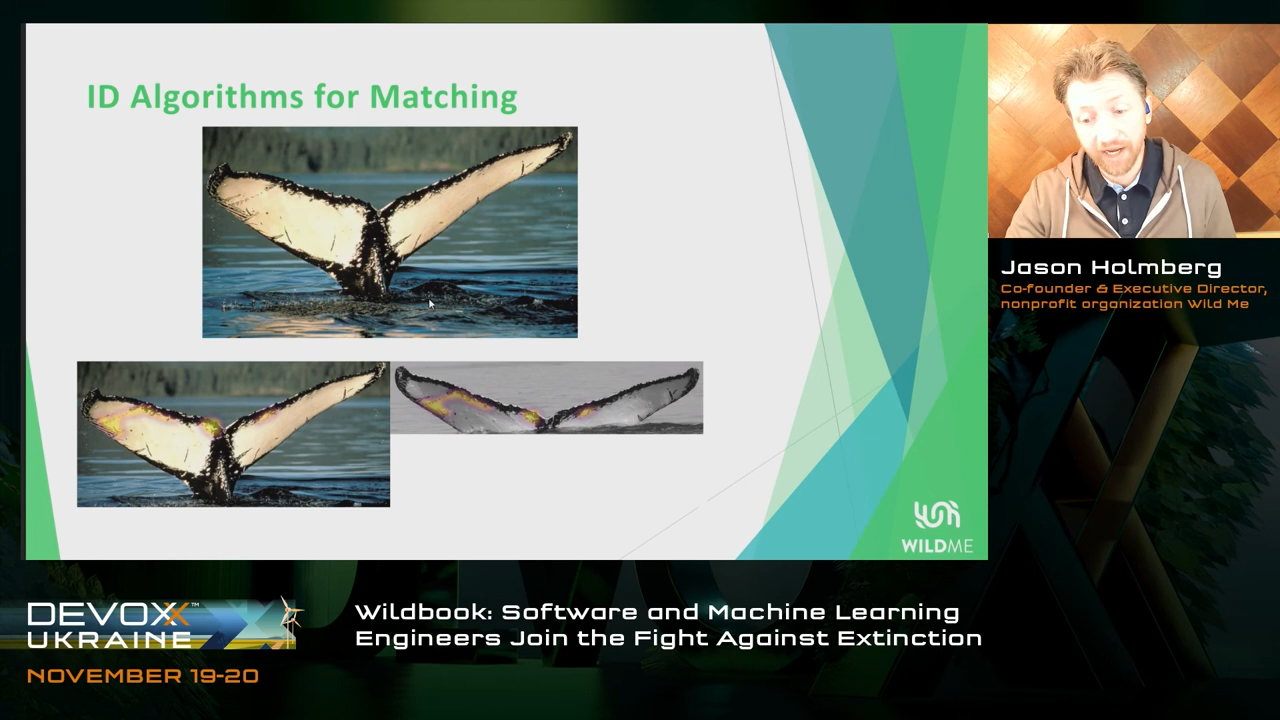 ID Algorithms for Matching
WILDME
Jason Holmberg
Co-founder & Executive Director,
nonprofit organization Wild Me
DEVOXX™
UKRAINE
NOVEMBER 19-20
Wildbook: Software and Machine Learning
Engineers Join the Fight Against Extinction